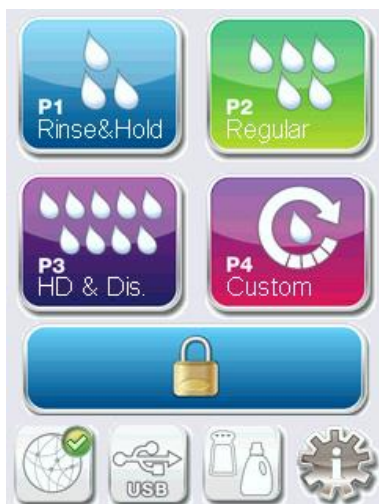 P1
Rinse&Hold
P2
Regular
P3
HD & Dis.
P4
Custom
USB
i